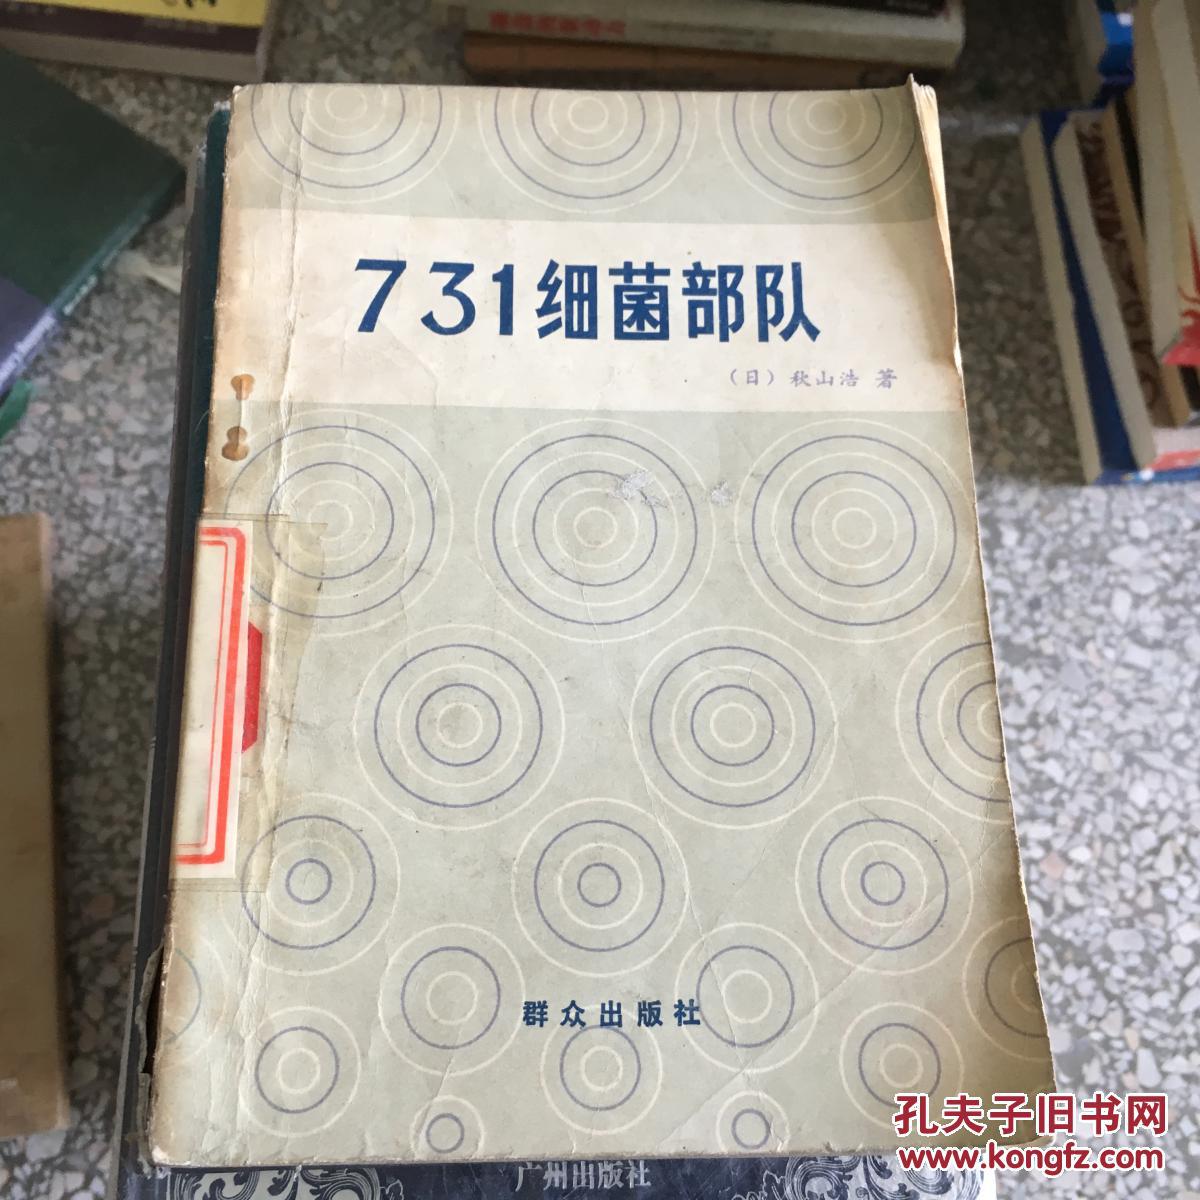 731细菌部队
（日）秋山浩 著
群众出版社
广州出版社
孔夫子旧书网
www.kongfz.com